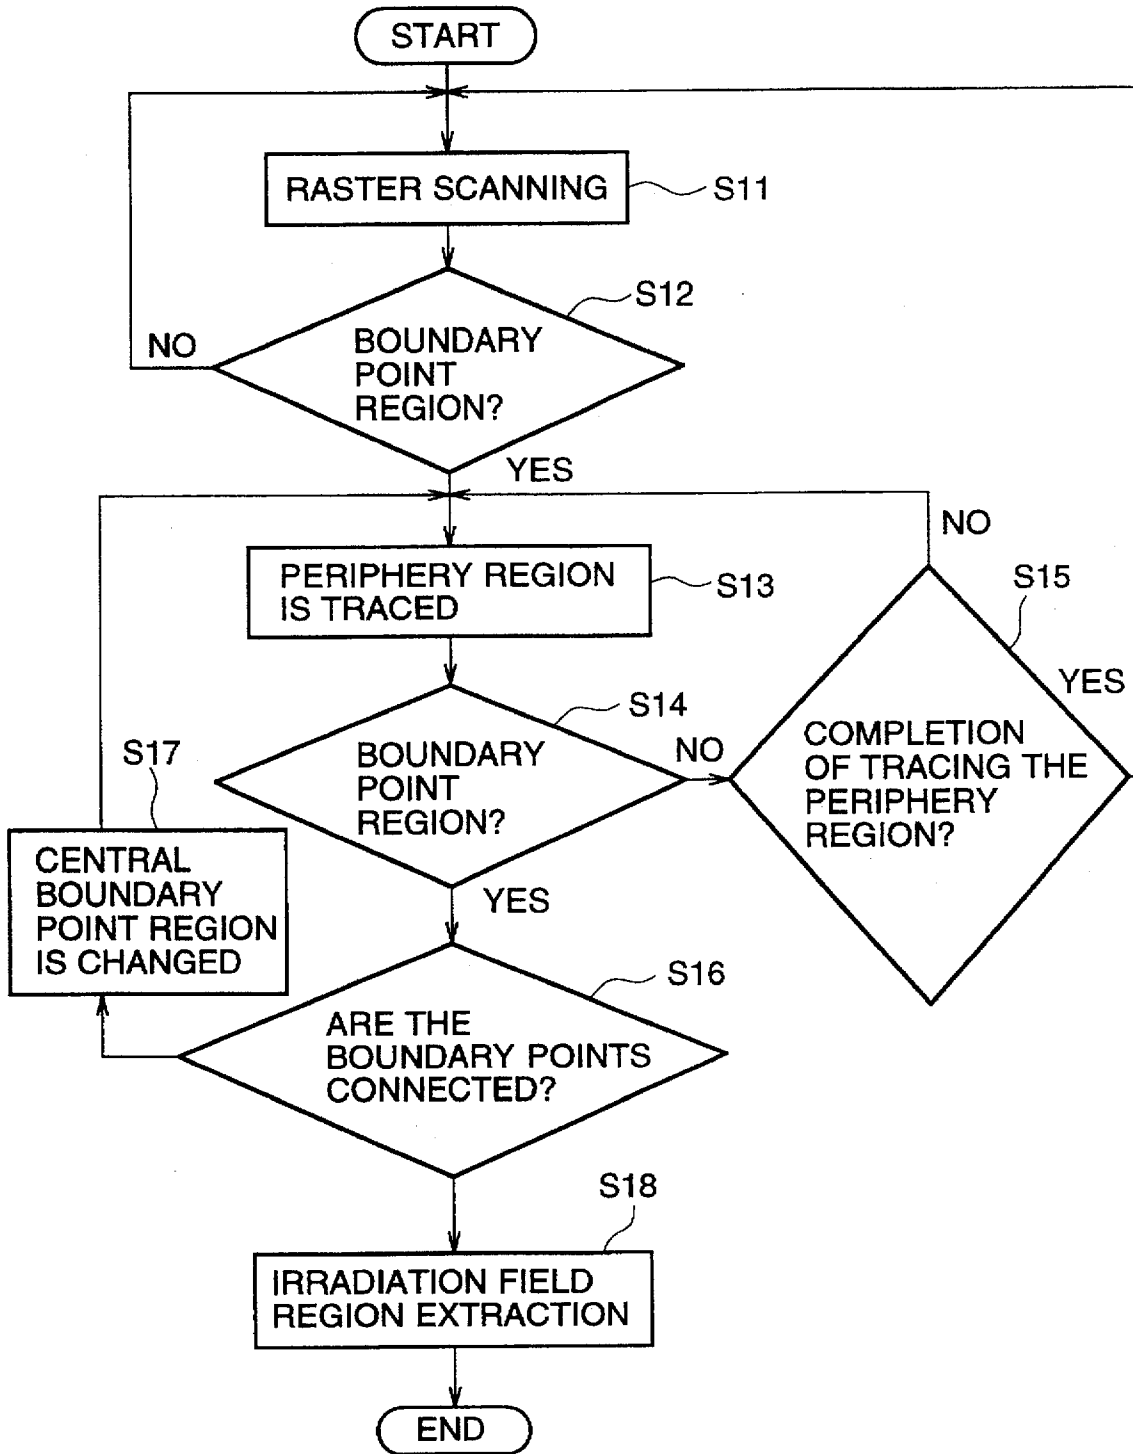 START
RASTER SCANNING
S11
S12
BOUNDARY
POINT
REGION?
NO
YES
NO
PERIPHERY REGION
IS TRACED
S13
S15
YES
S14
BOUNDARY
POINT
REGION?
NO
COMPLETION
OF TRACING THE
PERIPHERY
REGION?
S17
CENTRAL
BOUNDARY
POINT REGION
IS CHANGED
YES
S16
ARE THE
BOUNDARY POINTS
CONNECTED?
S18
IRRADIATION FIELD
REGION EXTRACTION
END